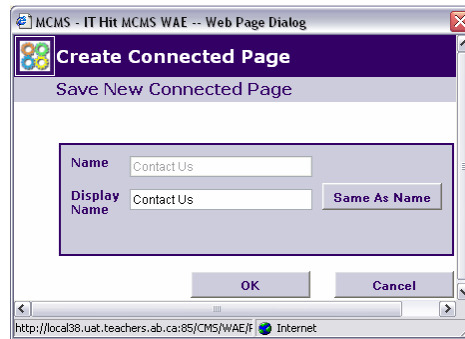 MCMS - IT Hit MCMS WAE -- Web Page Dialog
Create Connected Page
Save New Connected Page
Name
Contact Us
Display Name
Contact Us
Same As Name
OK
Cancel
http://local38.uat.teachers.ab.ca:85/CMS/WAE/F
Internet